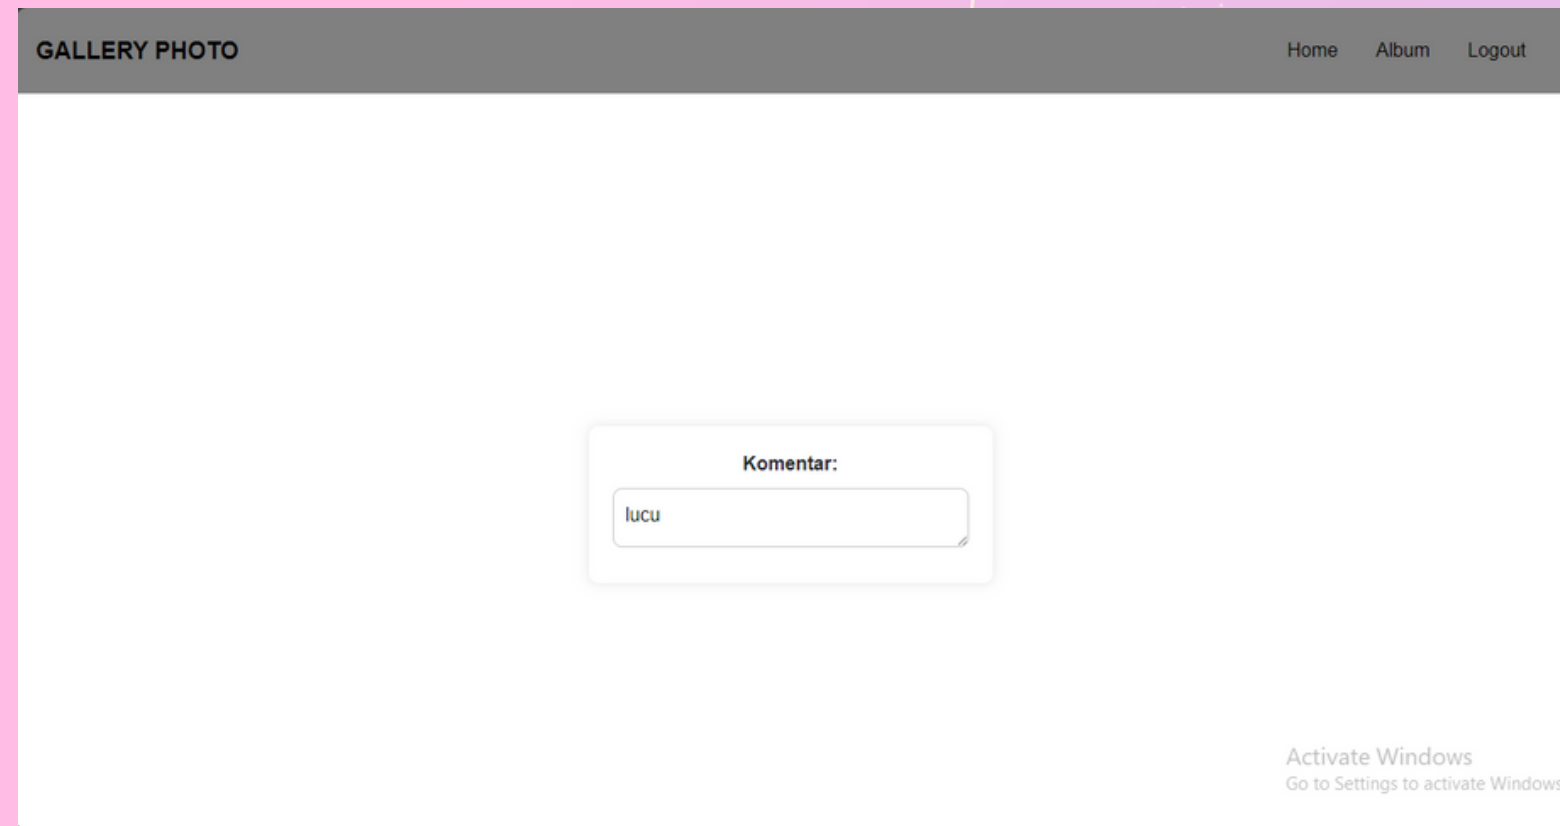 GALLERY PHOTO
Home Album Logout
Komentar:
lucu
Activate Windows
Go to Settings to activate Windows